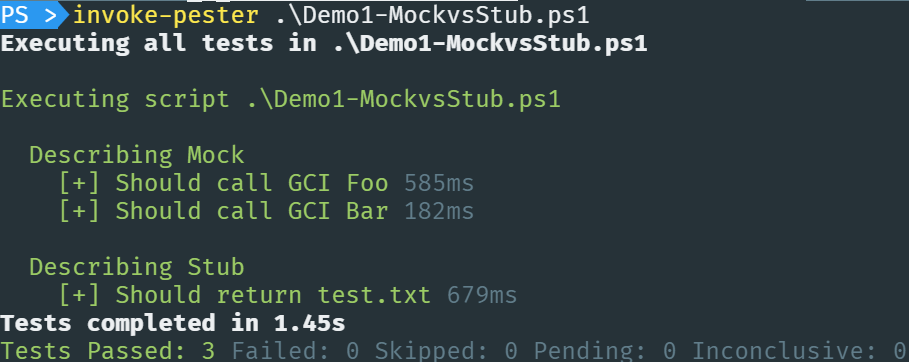 PS > invoke-pester .\Demo1-MockvsStub.ps1
Executing all tests in .\Demo1-MockvsStub.ps1
Executing script .\Demo1-MockvsStub.ps1
Describing Mock
[+] Should call GCI Foo 585ms
[+] Should call GCI Bar 182ms
Describing Stub
[+] Should return test.txt 679ms
Tests completed in 1.45s
Tests Passed: 3 Failed: 0 Skipped: 0 Pending: 0 Inconclusive: 0